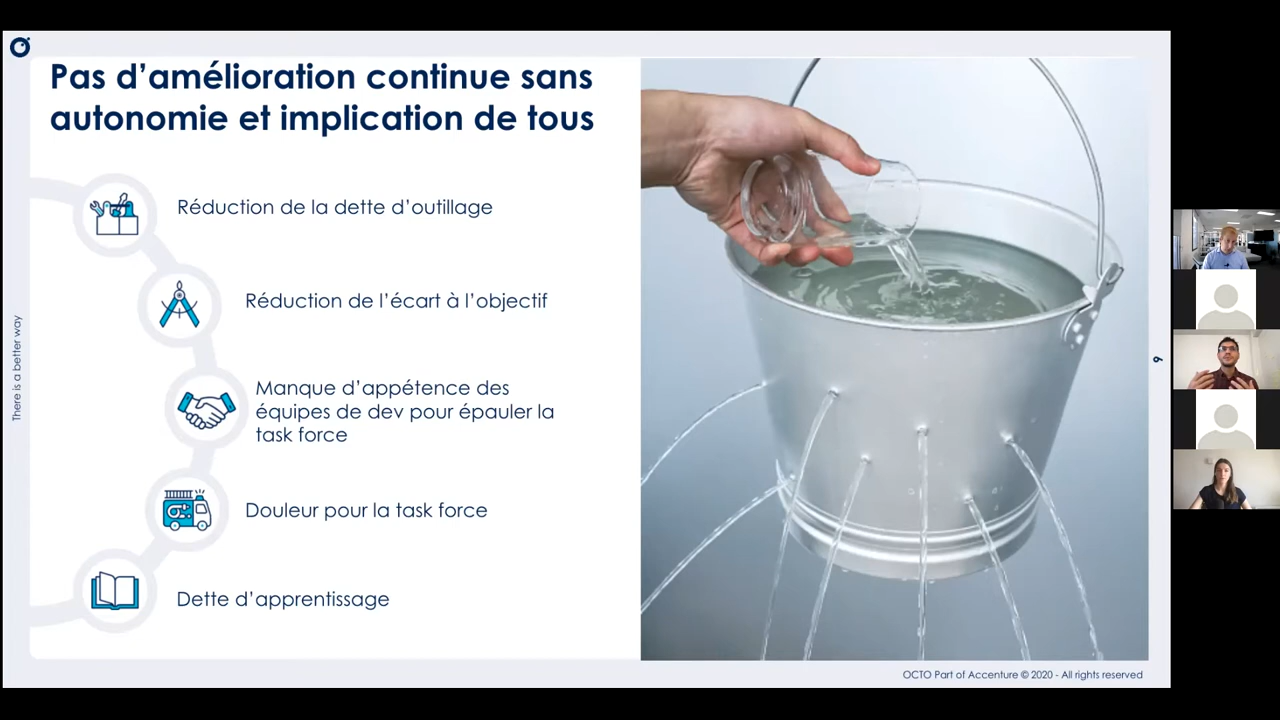 Pas d’amélioration continue sans
autonomie et implication de tous
Réduction de la dette d’outillage
Réduction de l’écart à l’objectif
Manque d’appétence des
équipes de dev pour épauler la
task force
Douleur pour la task force
Dette d’apprentissage
There is a better way
9
OCTO Part of Accenture © 2020 - All rights reserved